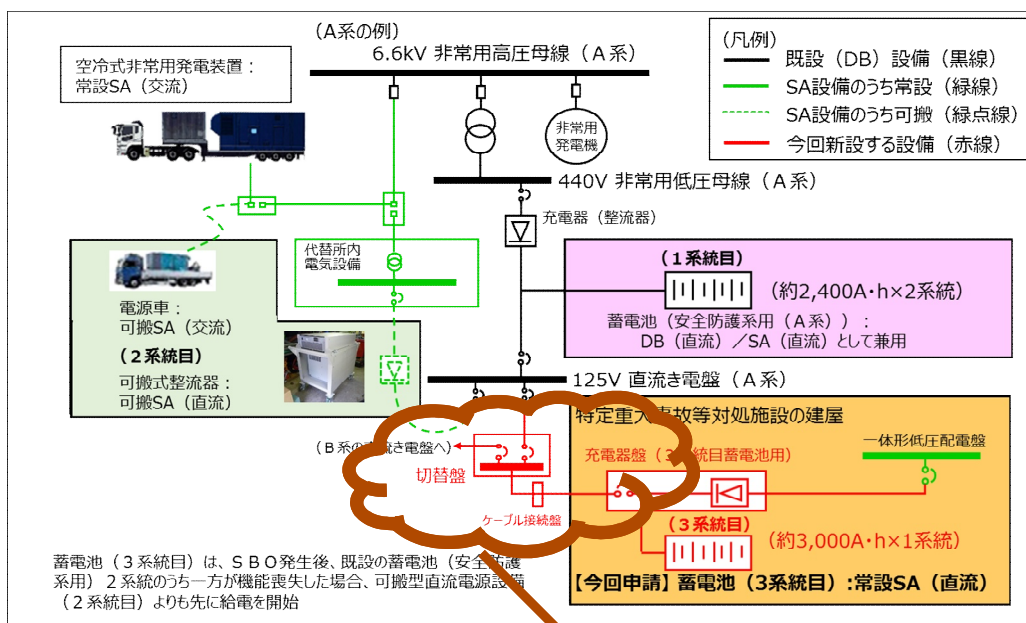 (A系の例)
6.6kV 非常用高圧母線（A系）
空冷式非常用発電装置：
常設SA（交流）
(凡例)
既設（DB）設備（黒線）
SA設備のうち常設（緑線）
SA設備のうち可搬（緑点線）
今回新設する設備（赤線）
非常用
発電機
440V 非常用低圧母線（A系）
充電器（整流器）
代替所内
電気設備
電源車：
可搬SA（交流）
（２系統目）
可搬式整流器：
可搬SA（直流）
（１系統目）
(約2,400A・h×2系統)
蓄電池（安全防護系用（A系））：
DB（直流）／SA（直流）として兼用
125V 直流き電盤（A系）
特定重大事故等対処施設の建屋
一体形低圧配電盤
充電器盤（3系統目蓄電池用）
(Ｂ系の直流き電盤へ)
切替盤
ケーブル接続盤
（３系統目）
(約3,000A・h×1系統)
【今回申請】蓄電池（3系統目）:常設SA（直流）
蓄電池（３系統目）は、ＳＢＯ発生後、既設の蓄電池（安全防護
系用）２系統のうち一方が機能喪失した場合、可搬型直流電源設備
（２系統目）よりも先に給電を開始